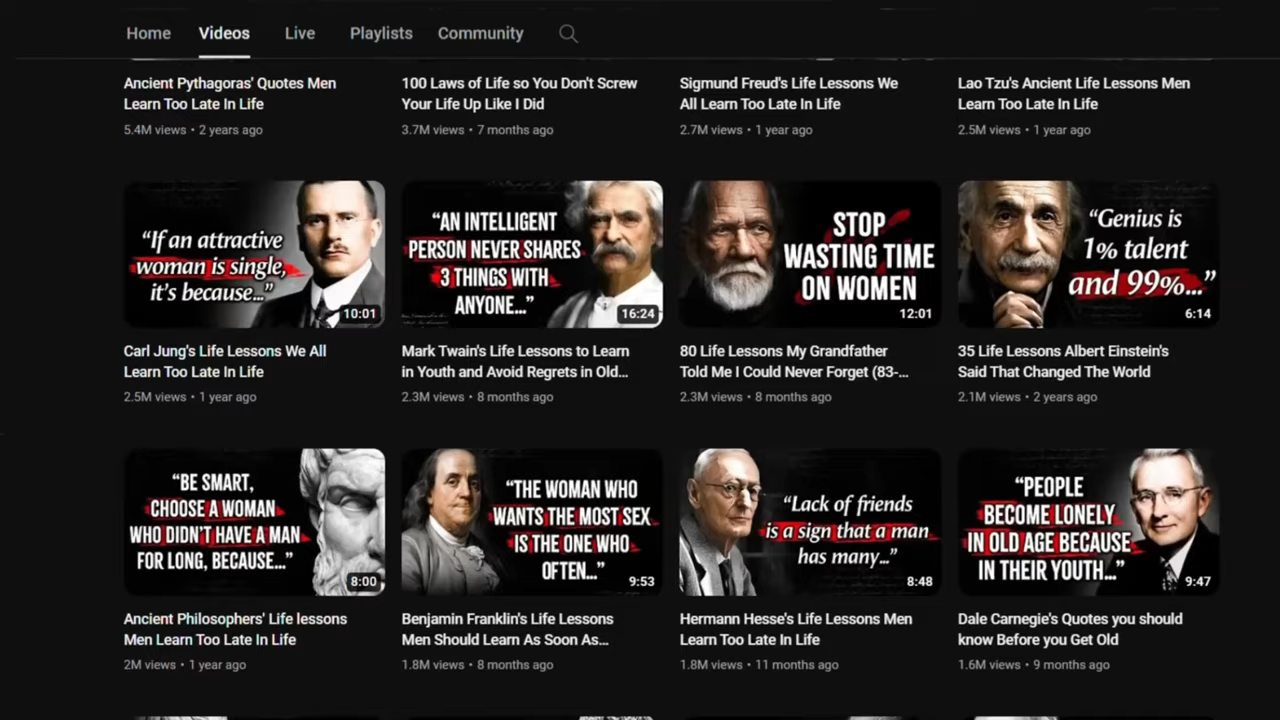 Home Videos Live Playlists Community
Ancient Pythagoras' Quotes Men
Learn Too Late In Life
5.4M views • 2 years ago
100 Laws of Life so You Don't Screw
Your Life Up Like I Did
3.7M views • 7 months ago
Sigmund Freud's Life Lessons We
All Learn Too Late In Life
2.7M views • 1 year ago
Lao Tzu's Ancient Life Lessons Men
Learn Too Late In Life
2.5M views • 1 year ago
“If an attractive
woman is single,
it's because...”
10:01
Carl Jung's Life Lessons We All
Learn Too Late In Life
2.5M views • 1 year ago
“AN INTELLIGENT
PERSON NEVER SHARES
3 THINGS WITH
ANYONE...”
16:24
Mark Twain's Life Lessons to Learn
in Youth and Avoid Regrets in Old...
2.3M views • 8 months ago
STOP
WASTING TIME
ON WOMEN
12:01
80 Life Lessons My Grandfather
Told Me I Could Never Forget (83-...
2.3M views • 8 months ago
“Genius is
1% talent
and 99%...”
6:14
35 Life Lessons Albert Einstein's
Said That Changed The World
2.1M views • 2 years ago
“BE SMART,
CHOOSE A WOMAN
WHO DIDN'T HAVE A MAN
FOR LONG, BECAUSE...”
8:00
Ancient Philosophers' Life lessons
Men Learn Too Late In Life
2M views • 1 year ago
“THE WOMAN WHO
WANTS THE MOST SEX
IS THE ONE WHO
OFTEN...”
9:53
Benjamin Franklin's Life Lessons
Men Should Learn As Soon As...
1.8M views • 8 months ago
“Lack of friends
is a sign that a man
has many...”
8:48
Hermann Hesse's Life Lessons Men
Learn Too Late In Life
1.8M views • 11 months ago
“PEOPLE
BECOME LONELY
IN OLD AGE BECAUSE
IN THEIR YOUTH...”
9:47
Dale Carnegie's Quotes you should
know Before you Get Old
1.6M views • 9 months ago